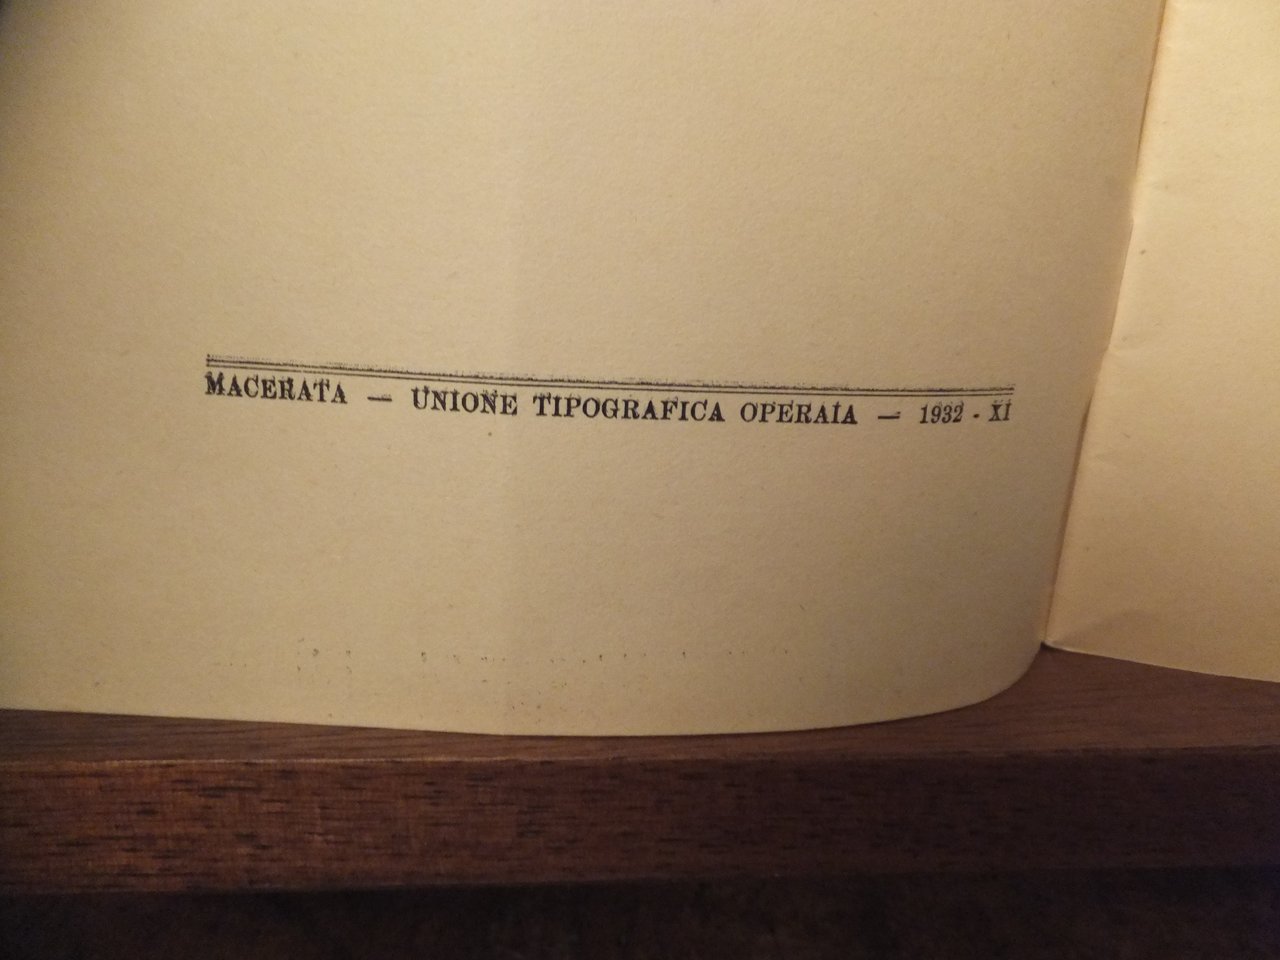 MACERATA — UNIONE TIPOGRAFICA OPERAIA — 1932 - XI